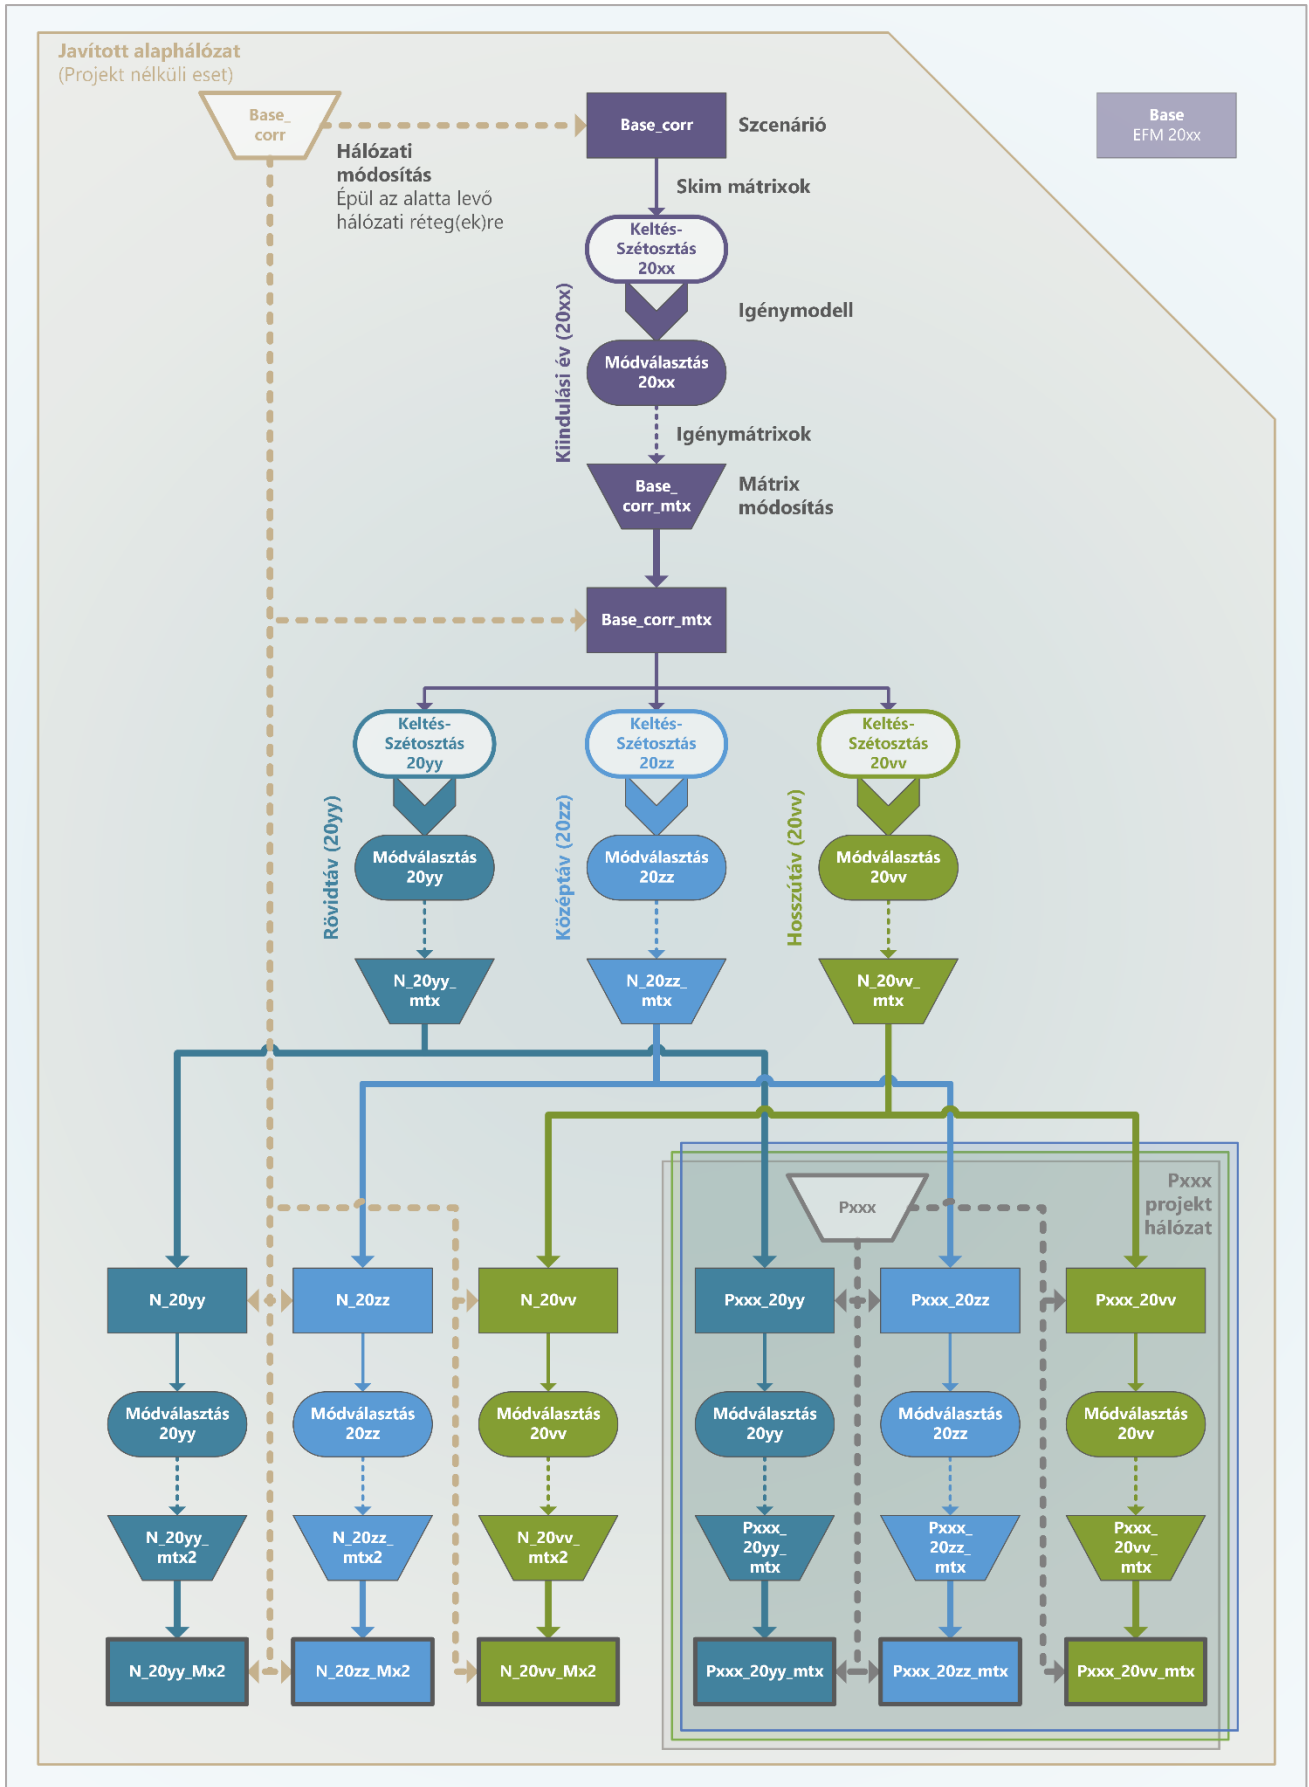 Javított alaphálózat
(Projekt nélküli eset)
Base_
corr
Hálózati
módosítás
Épül az alatta levő
hálózati réteg(ek)re
Base_corr
Szcenárió
Base
EFM 20xx
Skim mátrixok
Keltés-
Szétosztás
20xx
Igénymodell
Kiindulási év (20xx)
Módválasztás
20xx
Igénymátrixok
Base_
corr_mtx
Mátrix
módosítás
Base_corr_mtx
Keltés-
Szétosztás
20yy
Keltés-
Szétosztás
20zz
Keltés-
Szétosztás
20vv
Rövidtáv (20yy)
Középtáv (20zz)
Hosszútáv (20vv)
Módválasztás
20yy
Módválasztás
20zz
Módválasztás
20vv
N_20yy_
mtx
N_20zz_
mtx
N_20vv_
mtx
Pxxx
Pxxx
projekt
hálózat
N_20yy
N_20zz
N_20vv
Pxxx_20yy
Pxxx_20zz
Pxxx_20vv
Módválasztás
20yy
Módválasztás
20zz
Módválasztás
20vv
Módválasztás
20yy
Módválasztás
20zz
Módválasztás
20vv
N_20yy_
mtx2
N_20zz_
mtx2
N_20vv_
mtx2
Pxxx_
20yy_
mtx
Pxxx_
20zz_
mtx
Pxxx_
20vv_
mtx
N_20yy_Mx2
N_20zz_Mx2
N_20vv_Mx2
Pxxx_20yy_mtx
Pxxx_20zz_mtx
Pxxx_20vv_mtx